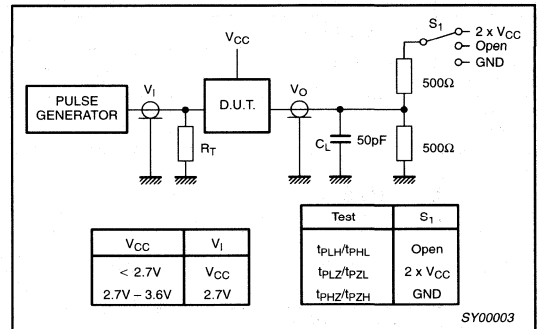 S1
2 x VCC
Open
GND
VCC
500Ω
PULSE
GENERATOR
VI
D.U.T.
VO
RT
CL
50pF
500Ω
VCC VI
< 2.7V VCC
2.7V – 3.6V 2.7V
Test S1
tPLH/tPHL Open
tPLZ/tPZL 2 x VCC
tPHZ/tPZH GND
SY00003